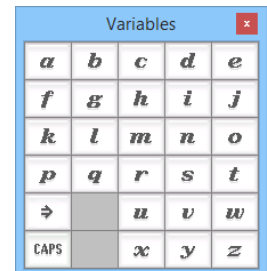 Variables x
a b c d e
f g h i j
k l m n o
p q r s t
⇒ u v w
CAPS x y z